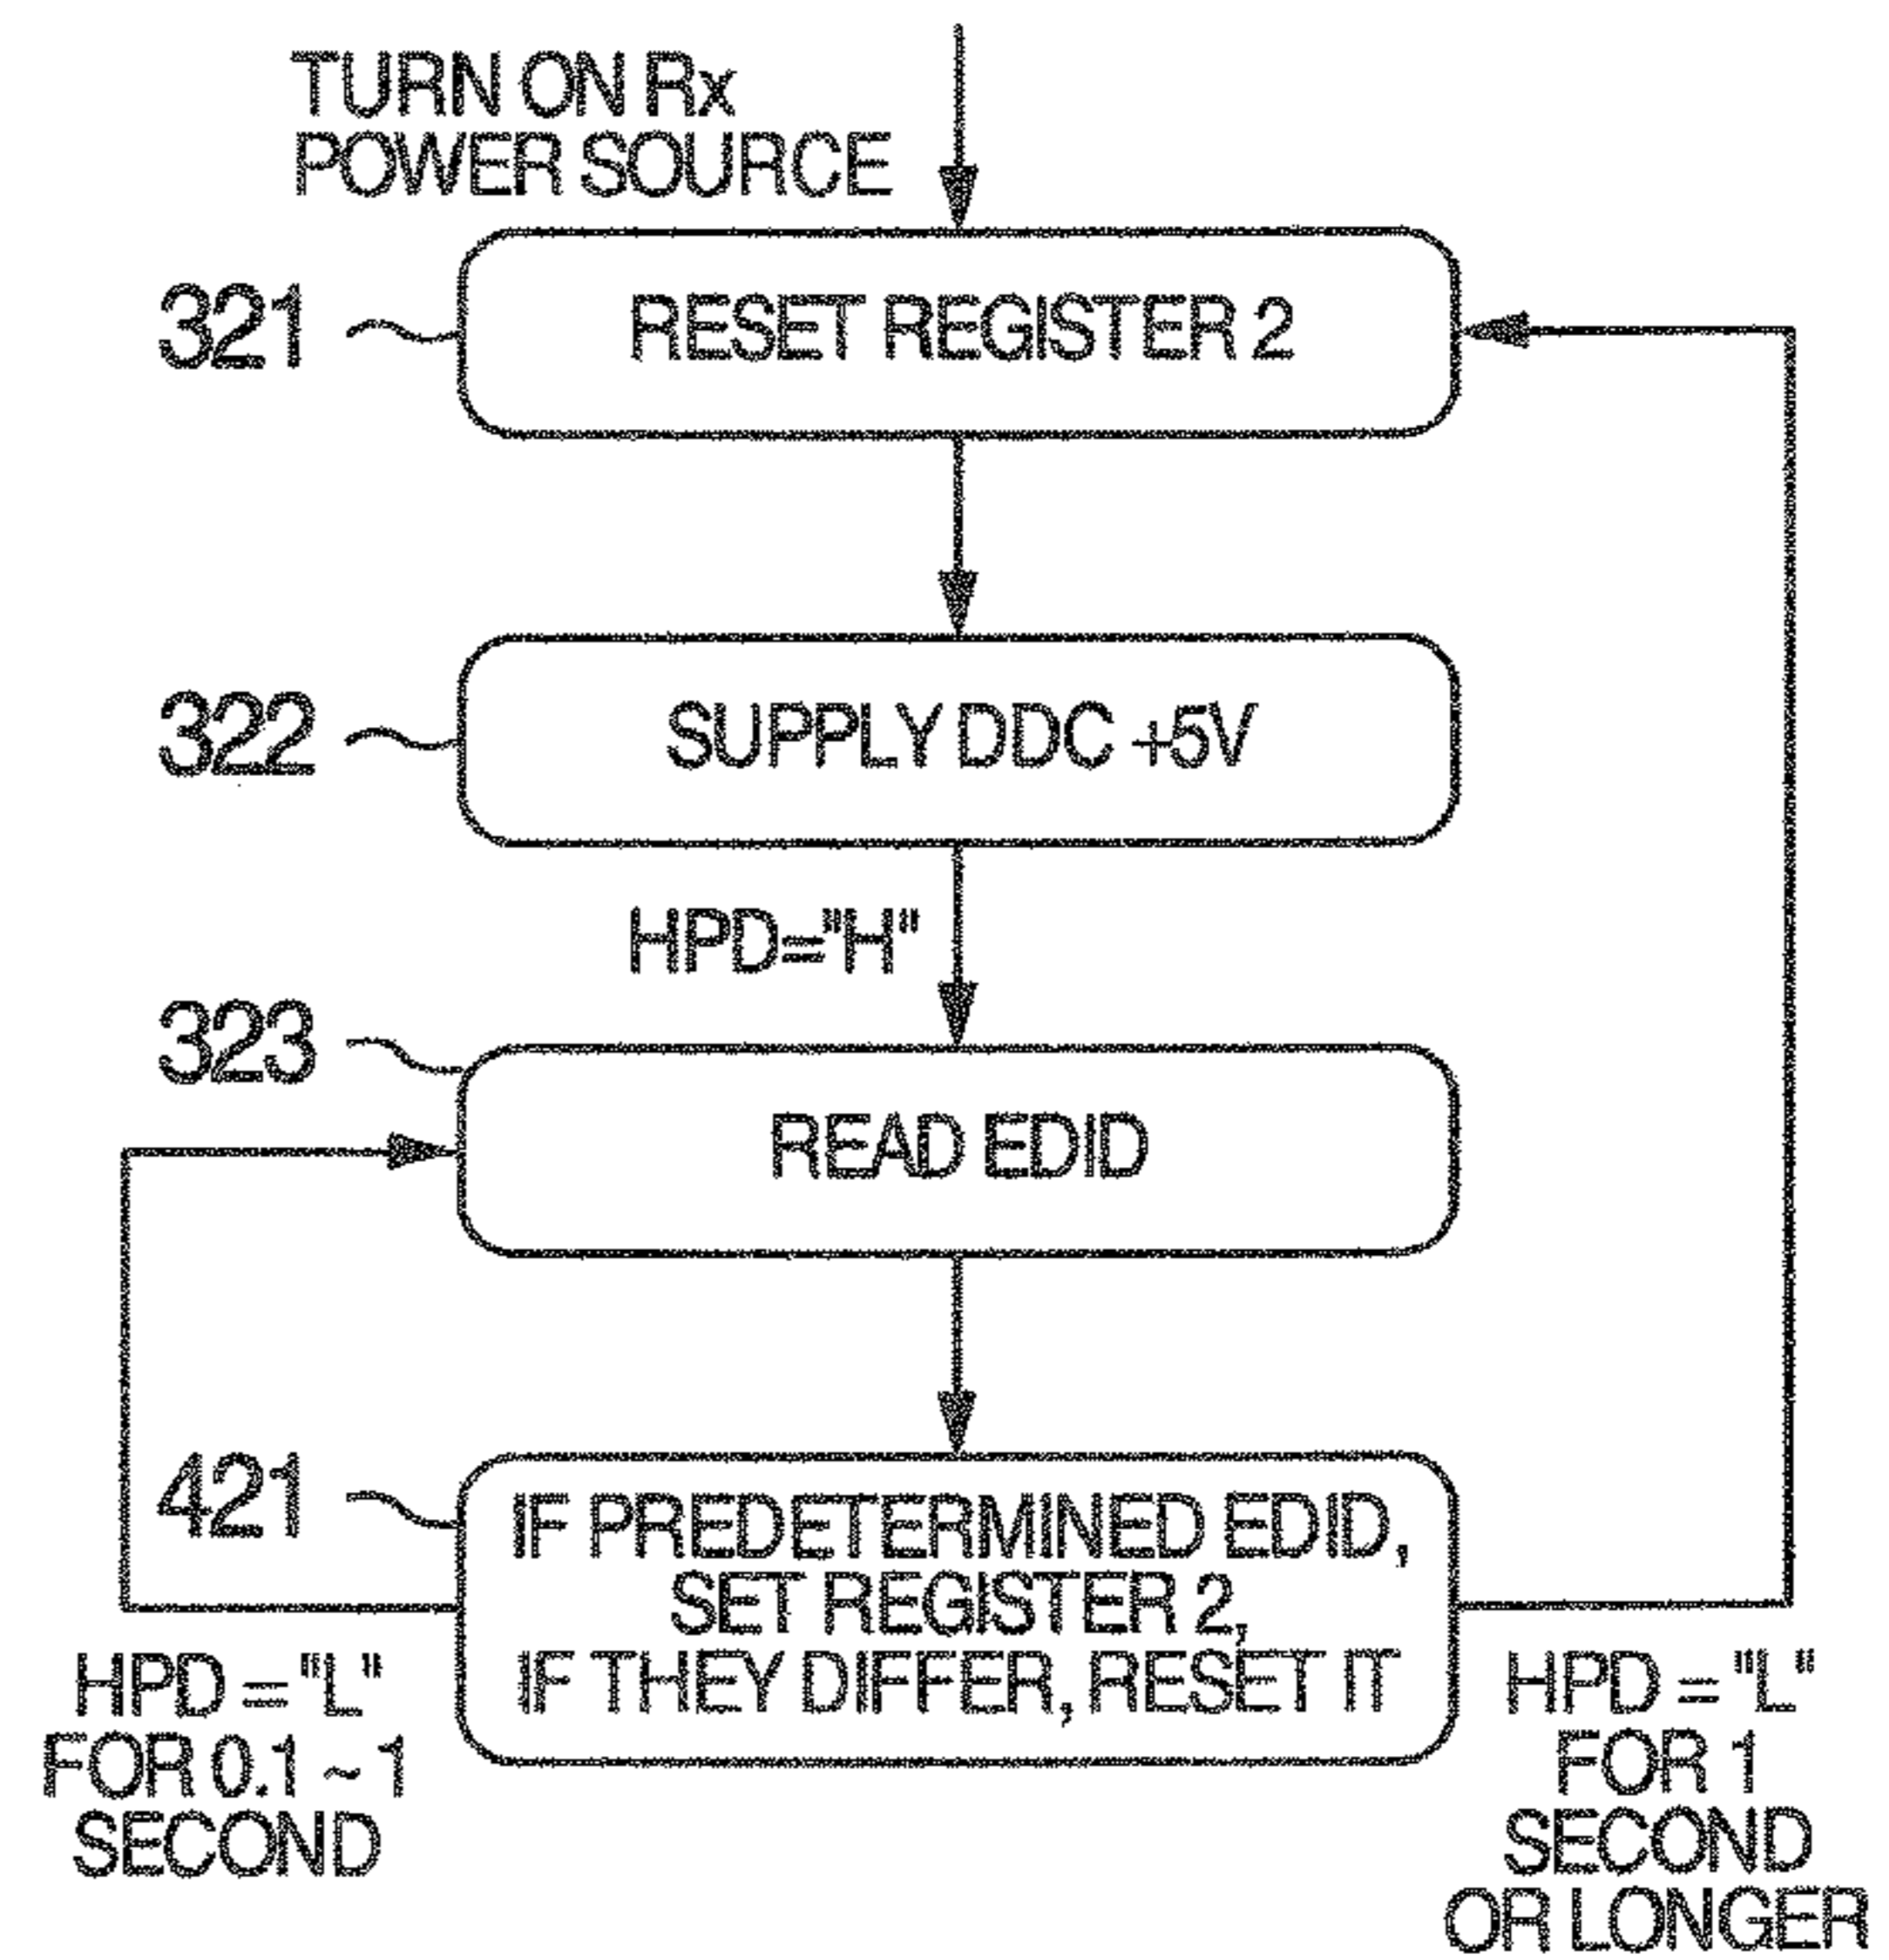 TURN ON Rx
POWER SOURCE
321
RESET REGISTER 2
322
SUPPLY DDC +5V
HPD="H"
323
READ EDID
421
IF PREDETERMINED EDID,
SET REGISTER 2,
IF THEY DIFFER, RESET IT
HPD ="L"
FOR 0.1 ~ 1
SECOND
HPD ="L"
FOR 1
SECOND
OR LONGER